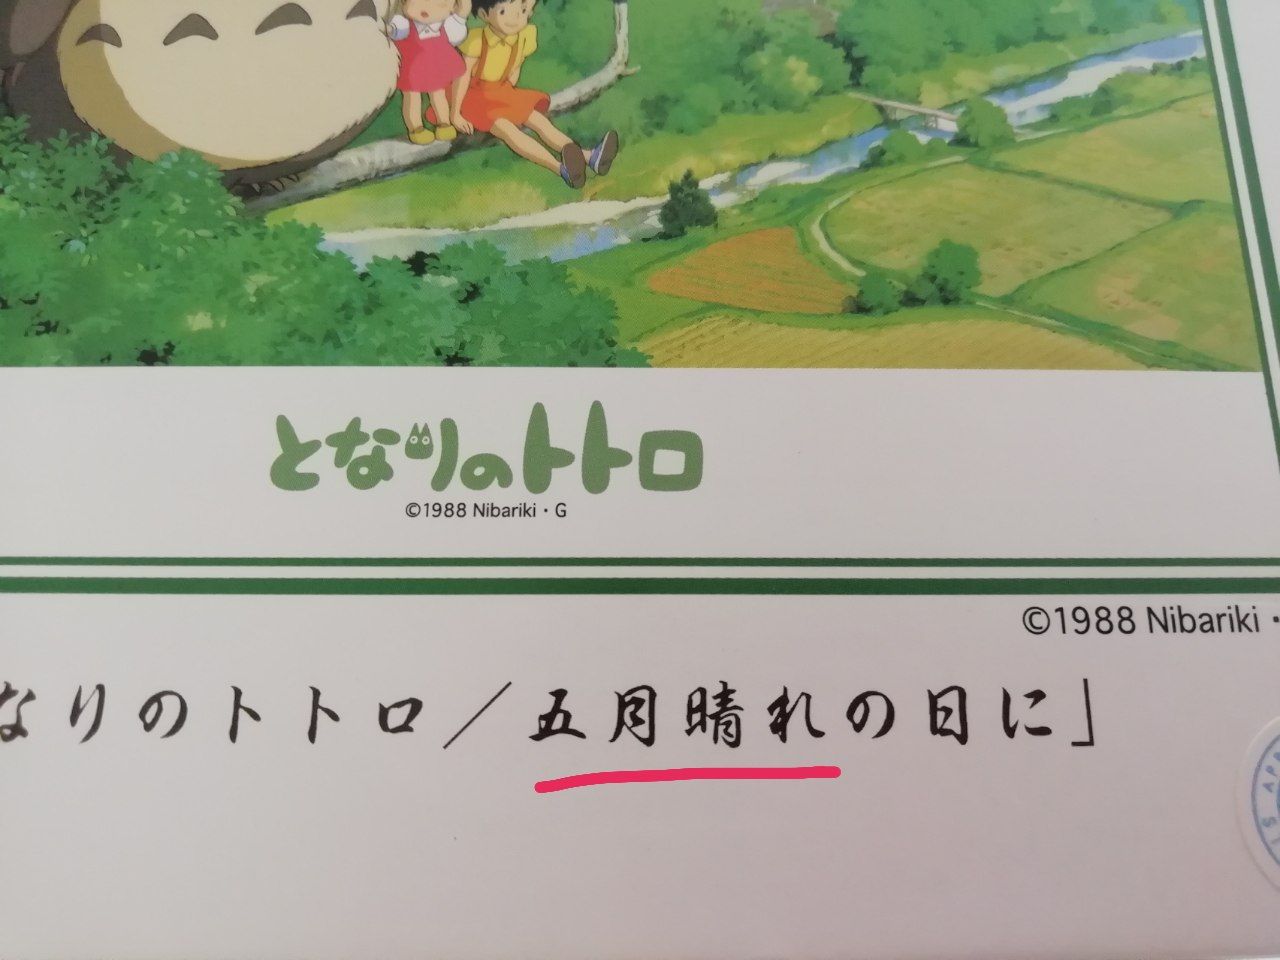 となりのトトロ
©1988 Nibariki・G
©1988 Nibariki・
なりのトトロ／五月晴れの日に」